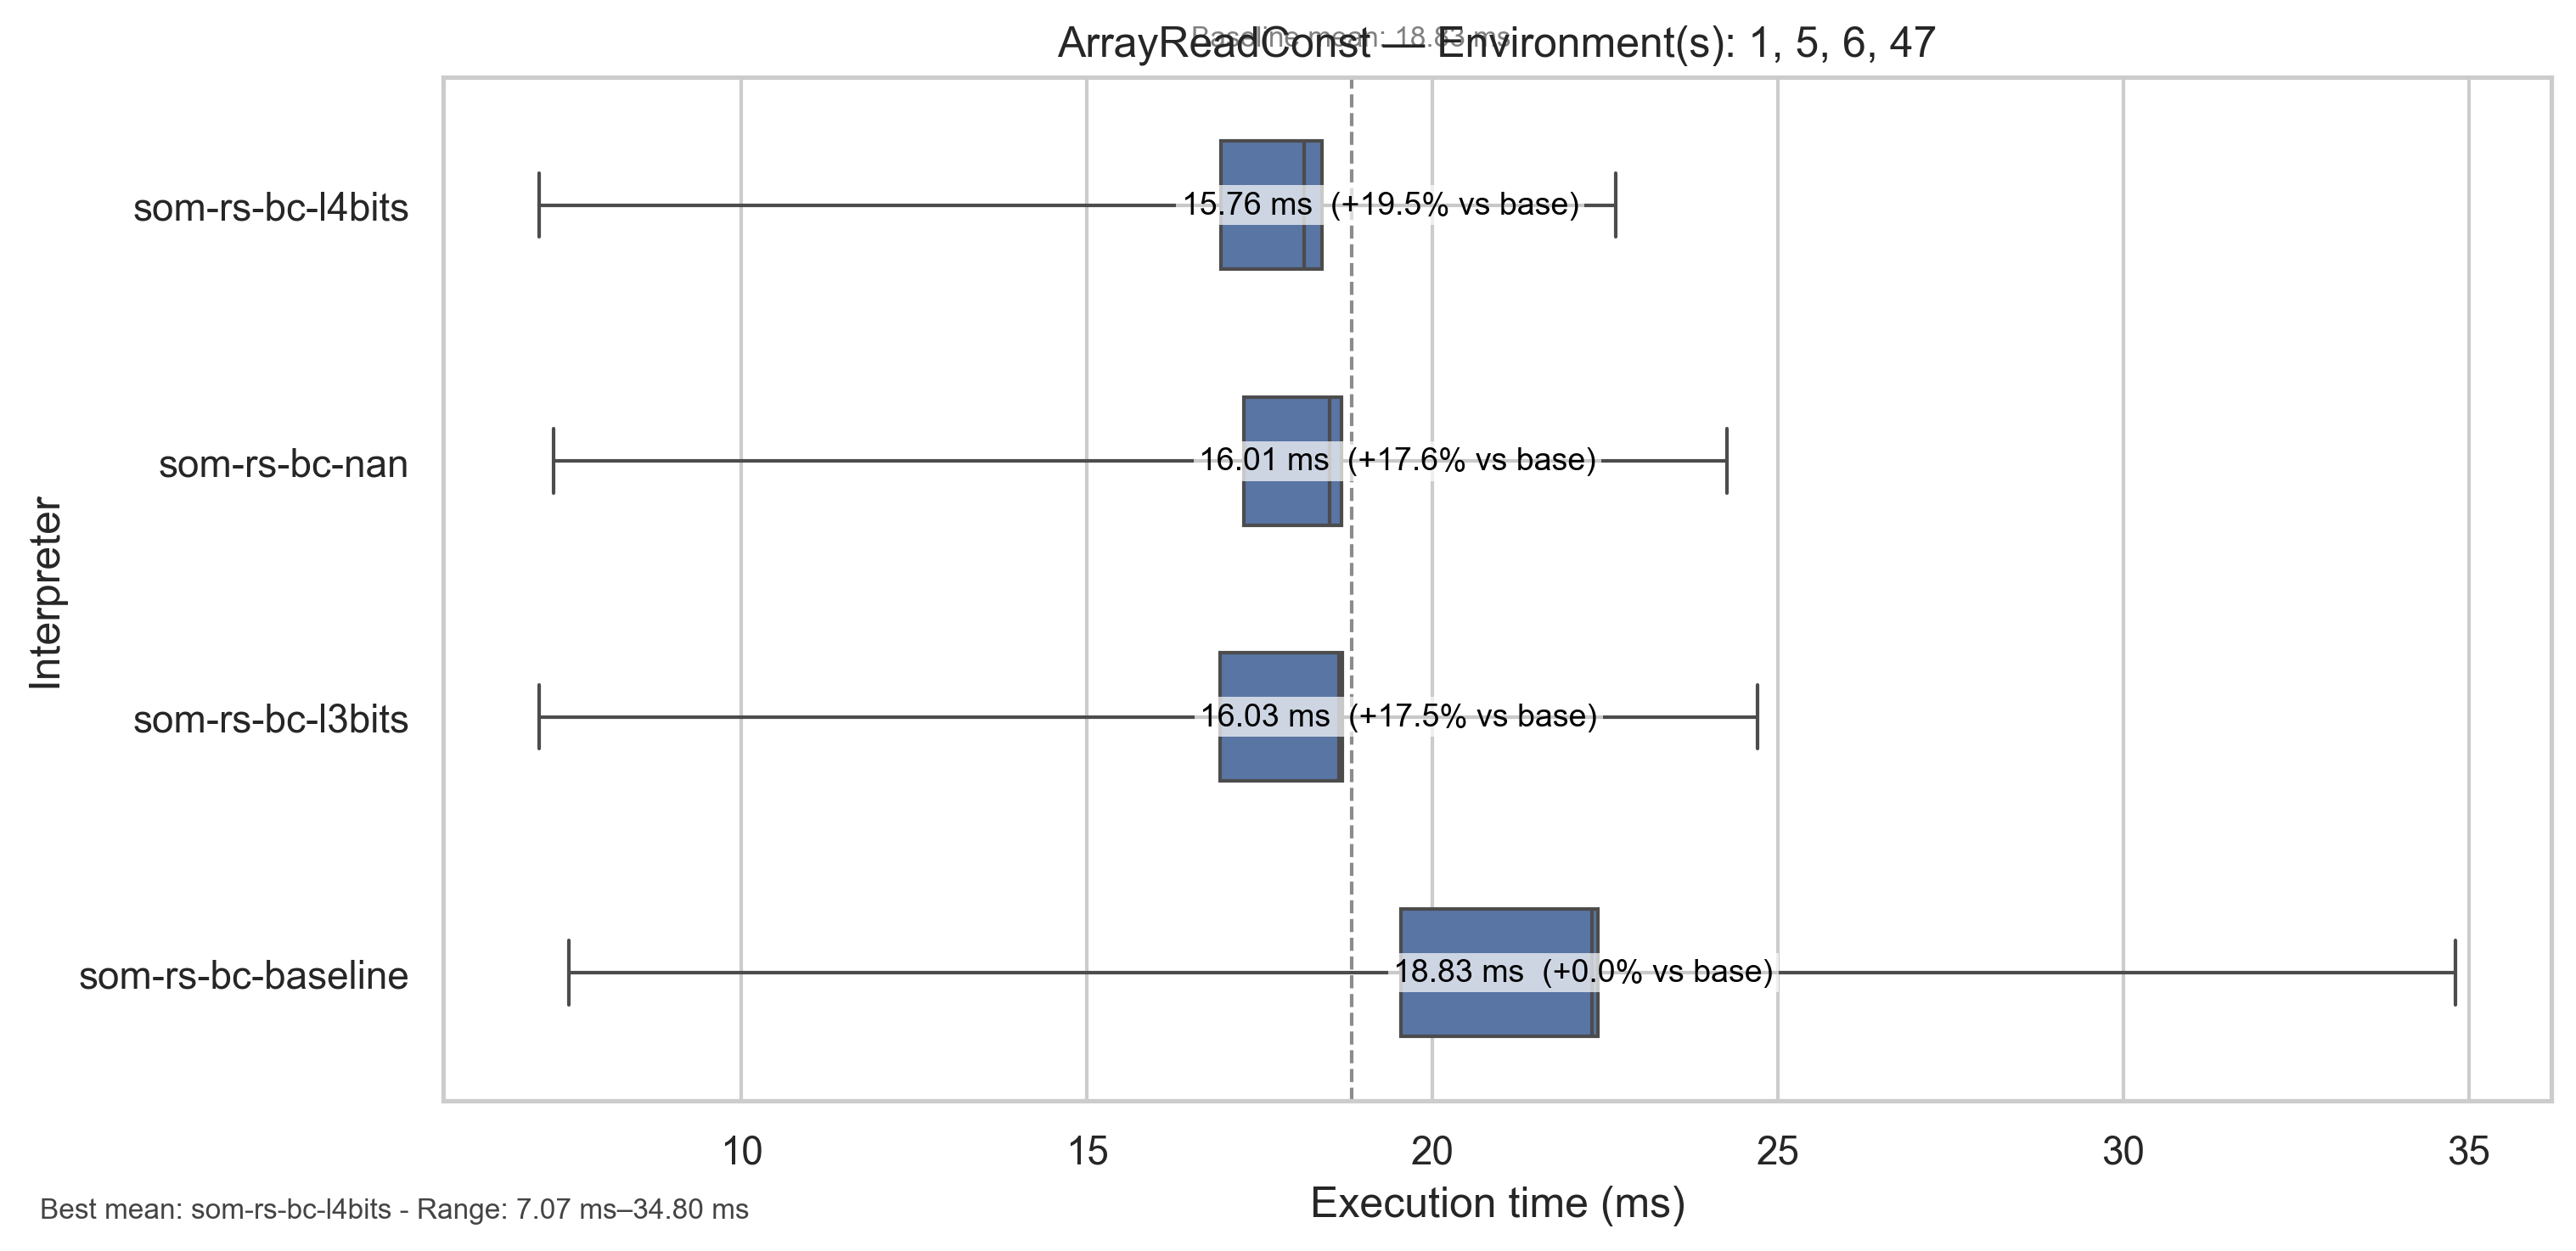 Baseline mean: 18.83 ms
ArrayReadConst — Environment(s): 1, 5, 6, 47
som-rs-bc-l4bits
15.76 ms (+19.5% vs base)
som-rs-bc-nan
16.01 ms (+17.6% vs base)
Interpreter
som-rs-bc-l3bits
16.03 ms (+17.5% vs base)
som-rs-bc-baseline
18.83 ms (+0.0% vs base)
10 15 20 25 30 35
Execution time (ms)
Best mean: som-rs-bc-l4bits - Range: 7.07 ms–34.80 ms